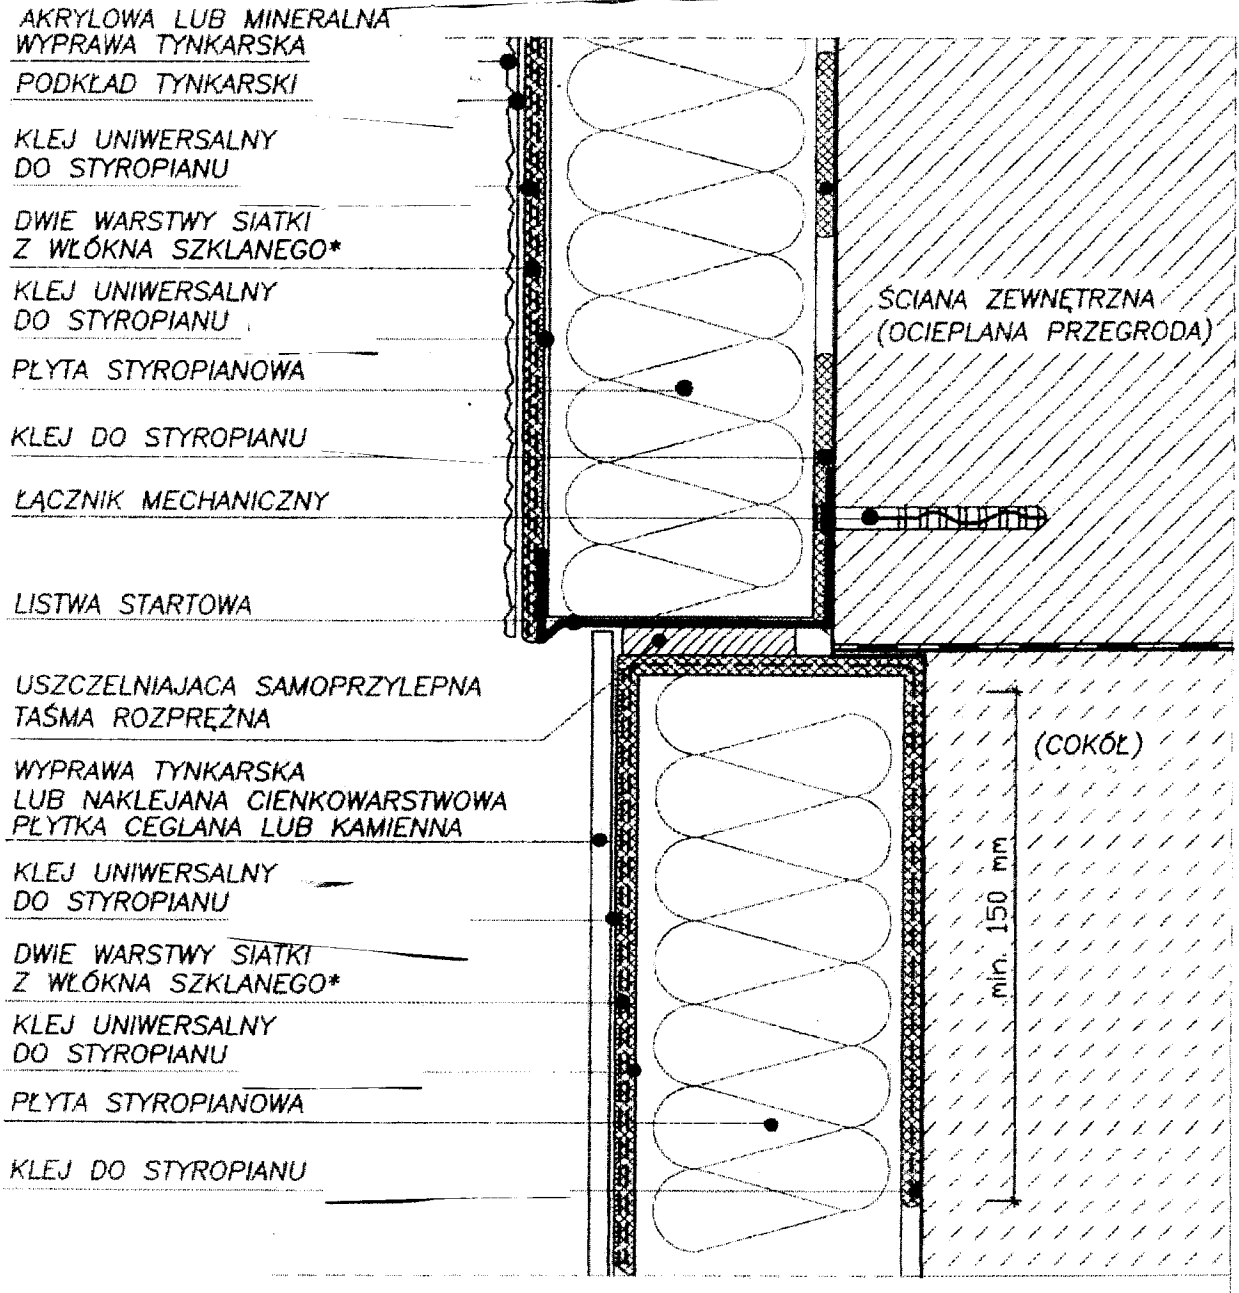 AKRYLOWA LUB MINERALNA
WYPRAWA TYNKARSKA
PODKŁAD TYNKARSKI
KLEJ UNIWERSALNY
DO STYROPIANU
DWIE WARSTWY SIATKI
Z WŁÓKNA SZKLANEGO*
KLEJ UNIWERSALNY
DO STYROPIANU
PŁYTA STYROPIANOWA
KLEJ DO STYROPIANU
ŁĄCZNIK MECHANICZNY
LISTWA STARTOWA
USZCZELNIAJACA SAMOPRZYLEPNA
TAŚMA ROZPRĘŻNA
WYPRAWA TYNKARSKA
LUB NAKLEJANA CIENKOWARSTWOWA
PŁYTKA CEGLANA LUB KAMIENNA
KLEJ UNIWERSALNY
DO STYROPIANU
DWIE WARSTWY SIATKI
Z WŁÓKNA SZKLANEGO*
KLEJ UNIWERSALNY
DO STYROPIANU
PŁYTA STYROPIANOWA
KLEJ DO STYROPIANU
ŚCIANA ZEWNĘTRZNA
(OCIEPLANA PRZEGRODA)
(COKÓŁ)
min. 150 mm